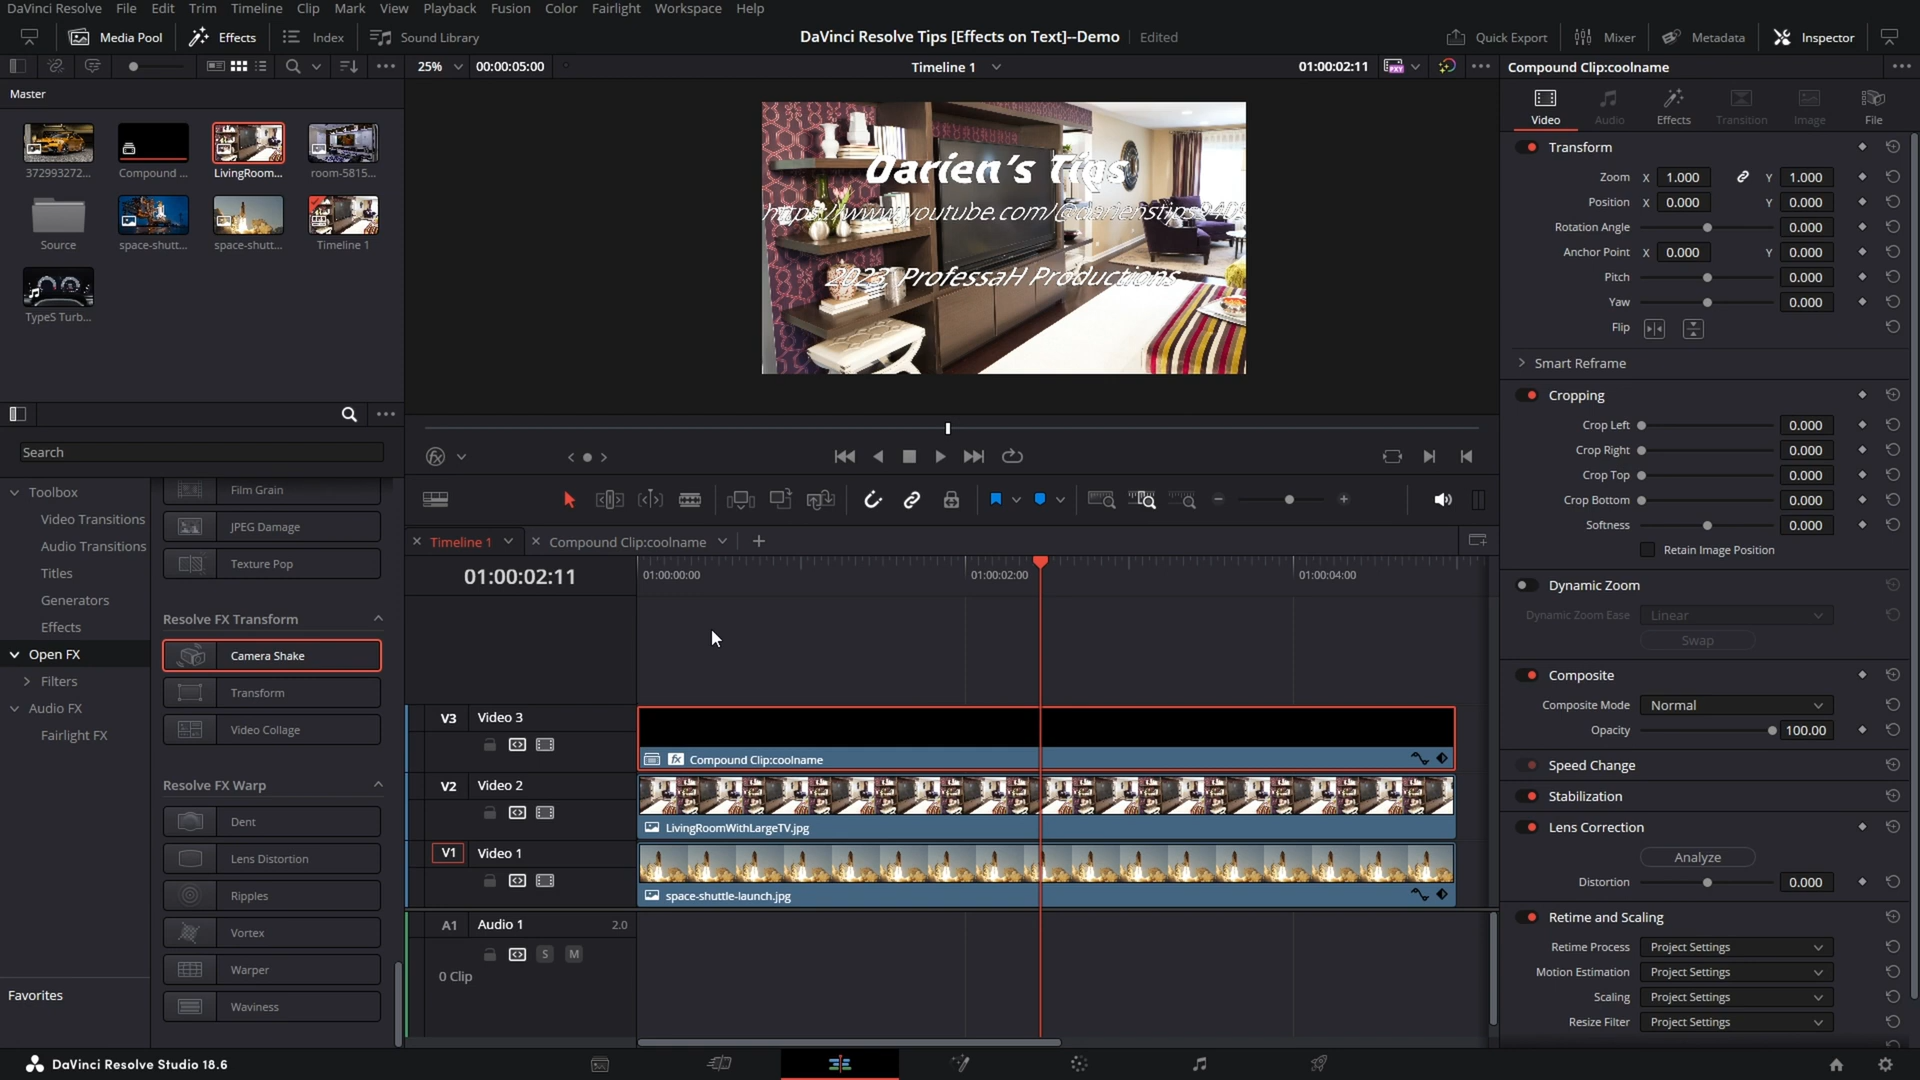 DaVinci Resolve File Edit Trim Timeline Clip Mark View Playback Fusion Color Fairlight Workspace Help
Media Pool Effects Index Sound Library DaVinci Resolve Tips [Effects on Text]--Demo Edited Quick Export Mixer Metadata Inspector
25% 00:00:05:00 Timeline 1 01:00:02:11 Compound Clip:coolname
Master
Video Audio Effects Transition Image File
372993272... Compound ... LivingRoom... room-5815...
Source space-shutt... space-shutt... Timeline 1
TypeS Turb...
Darien's Tips
2023 ProfessaH Productions
Transform
Zoom X 1.000 Y 1.000
Position X 0.000 Y 0.000
Rotation Angle 0.000
Anchor Point X 0.000 Y 0.000
Pitch 0.000
Yaw 0.000
Flip
Smart Reframe
Cropping
Crop Left 0.000
Crop Right 0.000
Crop Top 0.000
Crop Bottom 0.000
Softness 0.000
Retain Image Position
Dynamic Zoom
Dynamic Zoom Ease Linear
Swap
Composite
Composite Mode Normal
Opacity 100.00
Speed Change
Stabilization
Lens Correction
Analyze
Distortion 0.000
Retime and Scaling
Retime Process Project Settings
Motion Estimation Project Settings
Scaling Project Settings
Resize Filter Project Settings
Search
Toolbox
Video Transitions
Audio Transitions
Titles
Generators
Effects
Open FX
Filters
Audio FX
Fairlight FX
Favorites
Film Grain
JPEG Damage
Texture Pop
Resolve FX Transform
Camera Shake
Transform
Video Collage
Resolve FX Warp
Dent
Lens Distortion
Ripples
Vortex
Warper
Waviness
Timeline 1 Compound Clip:coolname
01:00:02:11 01:00:00:00 01:00:02:00 01:00:04:00
V3 Video 3
Compound Clip:coolname
V2 Video 2
LivingRoomWithLargeTV.jpg
V1 Video 1
space-shuttle-launch.jpg
A1 Audio 1 2.0
S M
0 Clip
DaVinci Resolve Studio 18.6